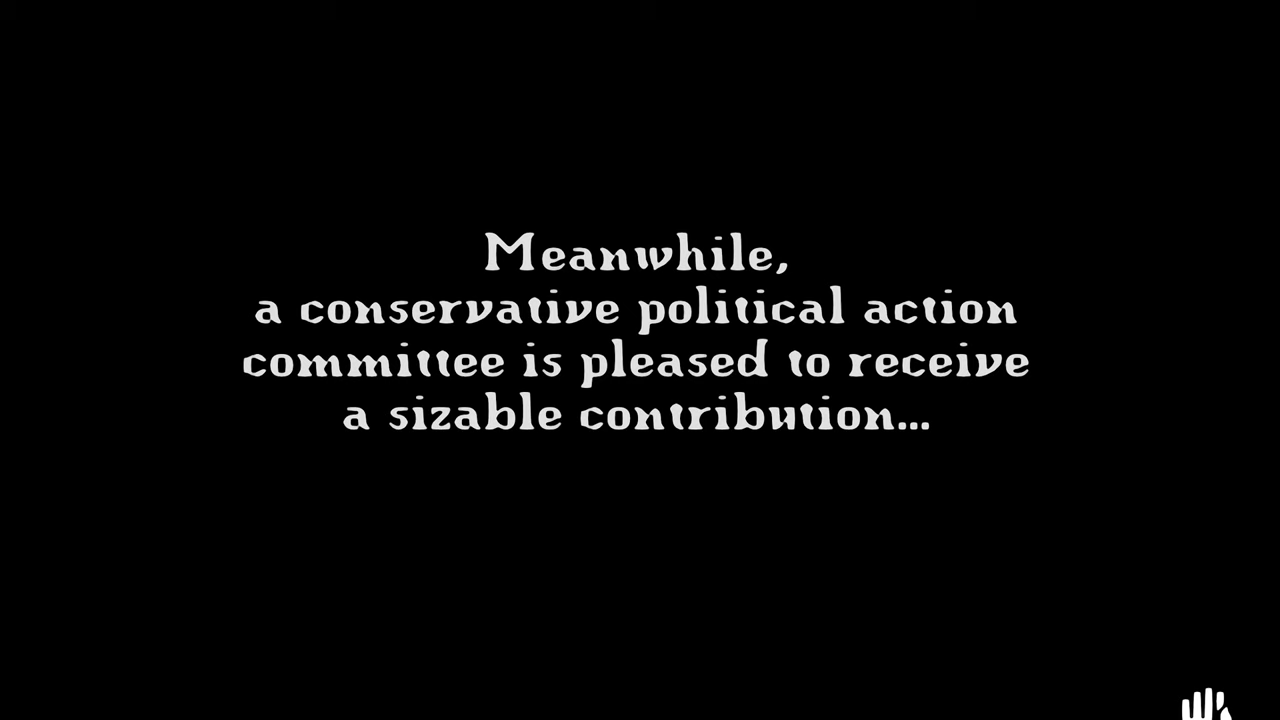 Meanwhile,
a conservative political action
committee is pleased to receive
a sizable contribution...